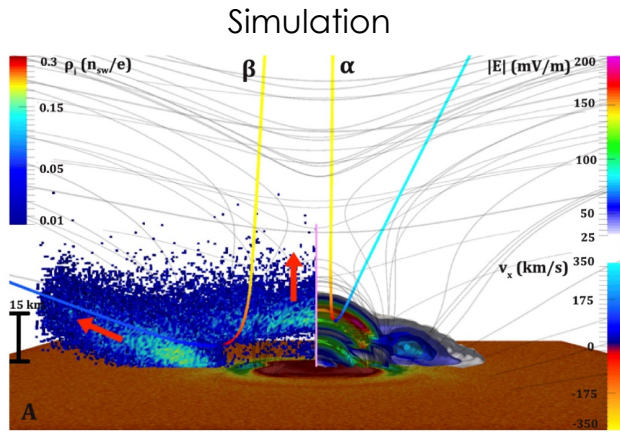 Simulation
0.3 ρi (nsw/e) β α |E| (mV/m) 200
0.15 150
100
0.05 50
0.01 25
350
vx (km/s)
175
15 km
0
-175
A -350